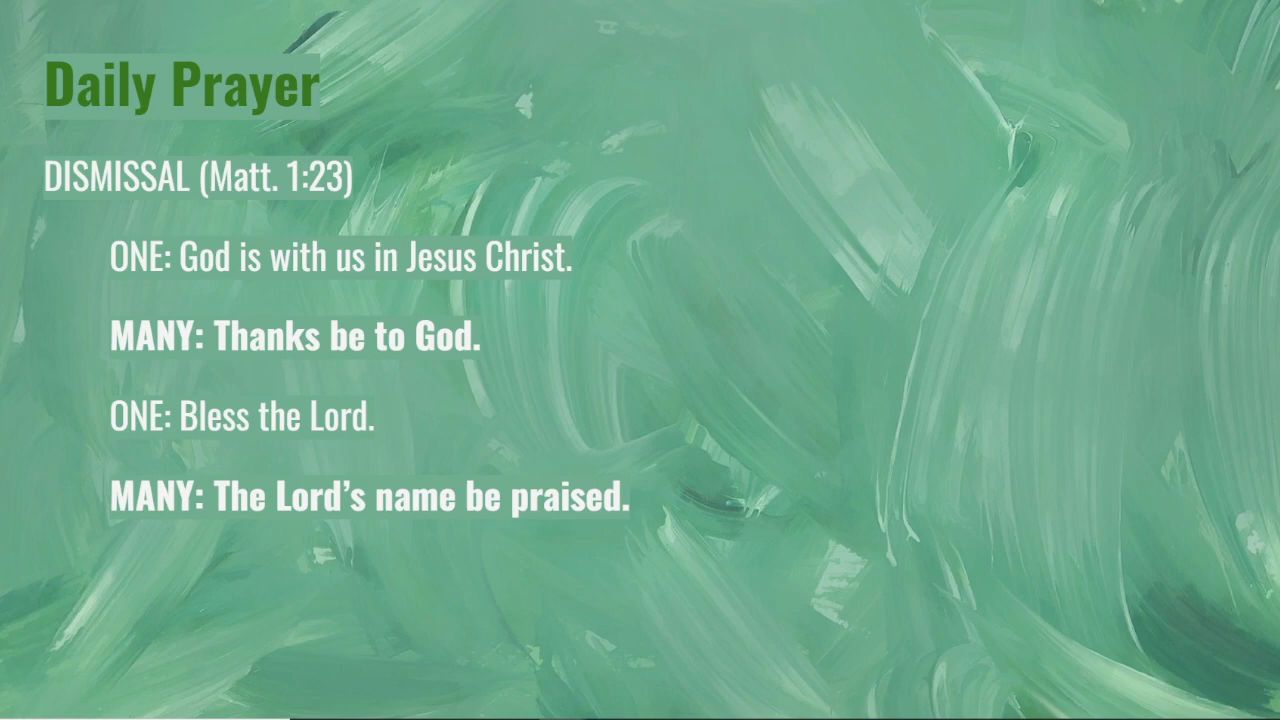 Daily Prayer
DISMISSAL (Matt. 1:23)
ONE: God is with us in Jesus Christ.
MANY: Thanks be to God.
ONE: Bless the Lord.
MANY: The Lord’s name be praised.